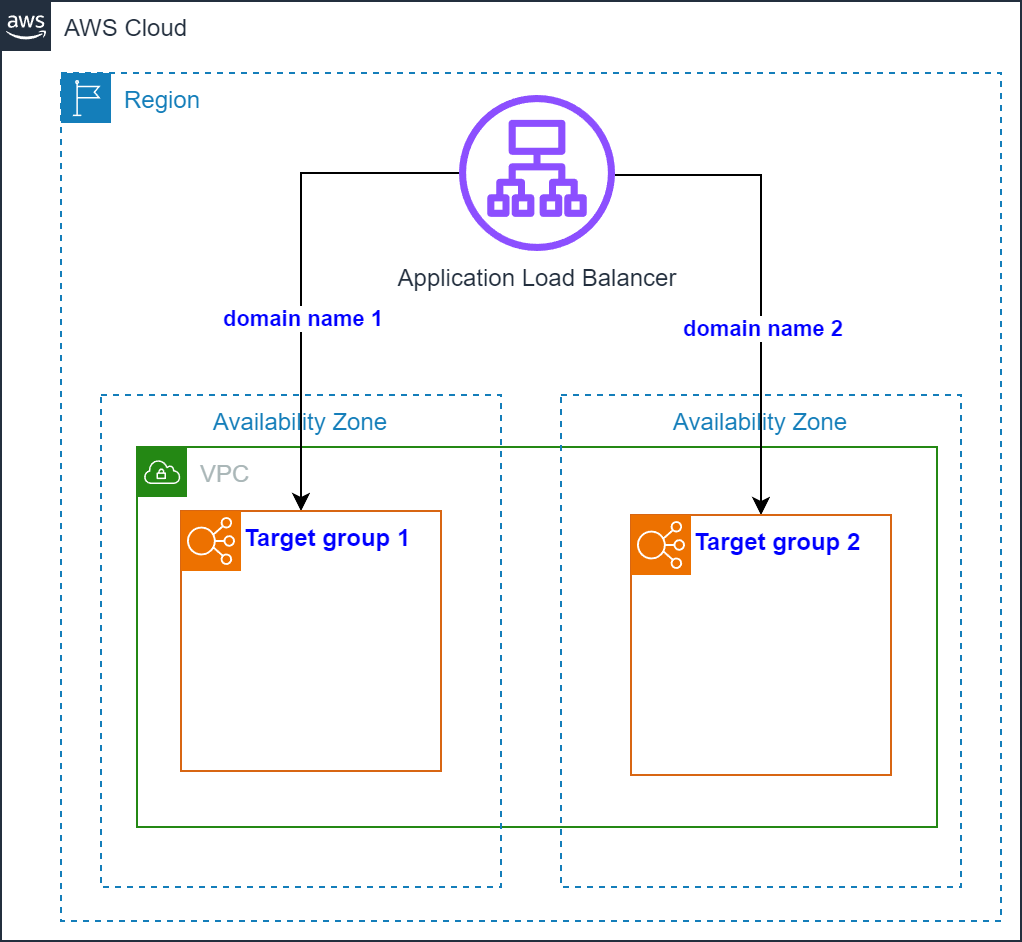 aws
AWS Cloud
Region
Application Load Balancer
domain name 1
domain name 2
Availability Zone
Availability Zone
VPC
Target group 1
Target group 2